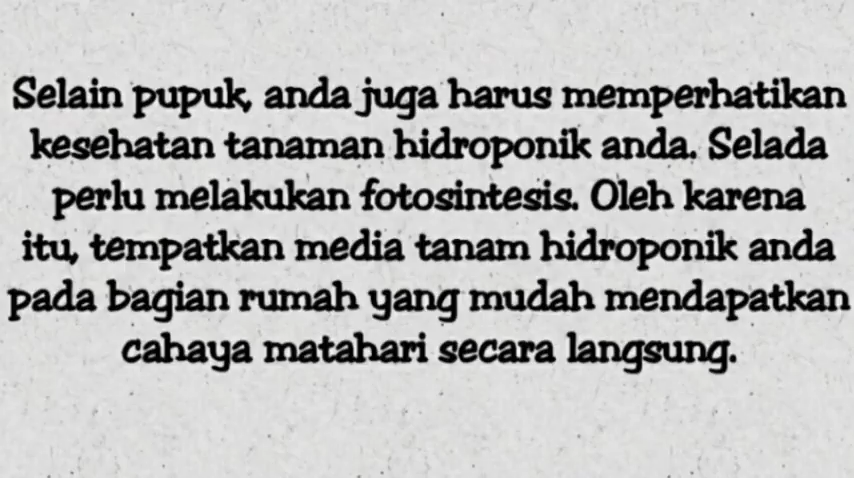 Selain pupuk, anda juga harus memperhatikan
kesehatan tanaman hidroponik anda. Selada
perlu melakukan fotosintesis. Oleh karena
itu, tempatkan media tanam hidroponik anda
pada bagian rumah yang mudah mendapatkan
cahaya matahari secara langsung.